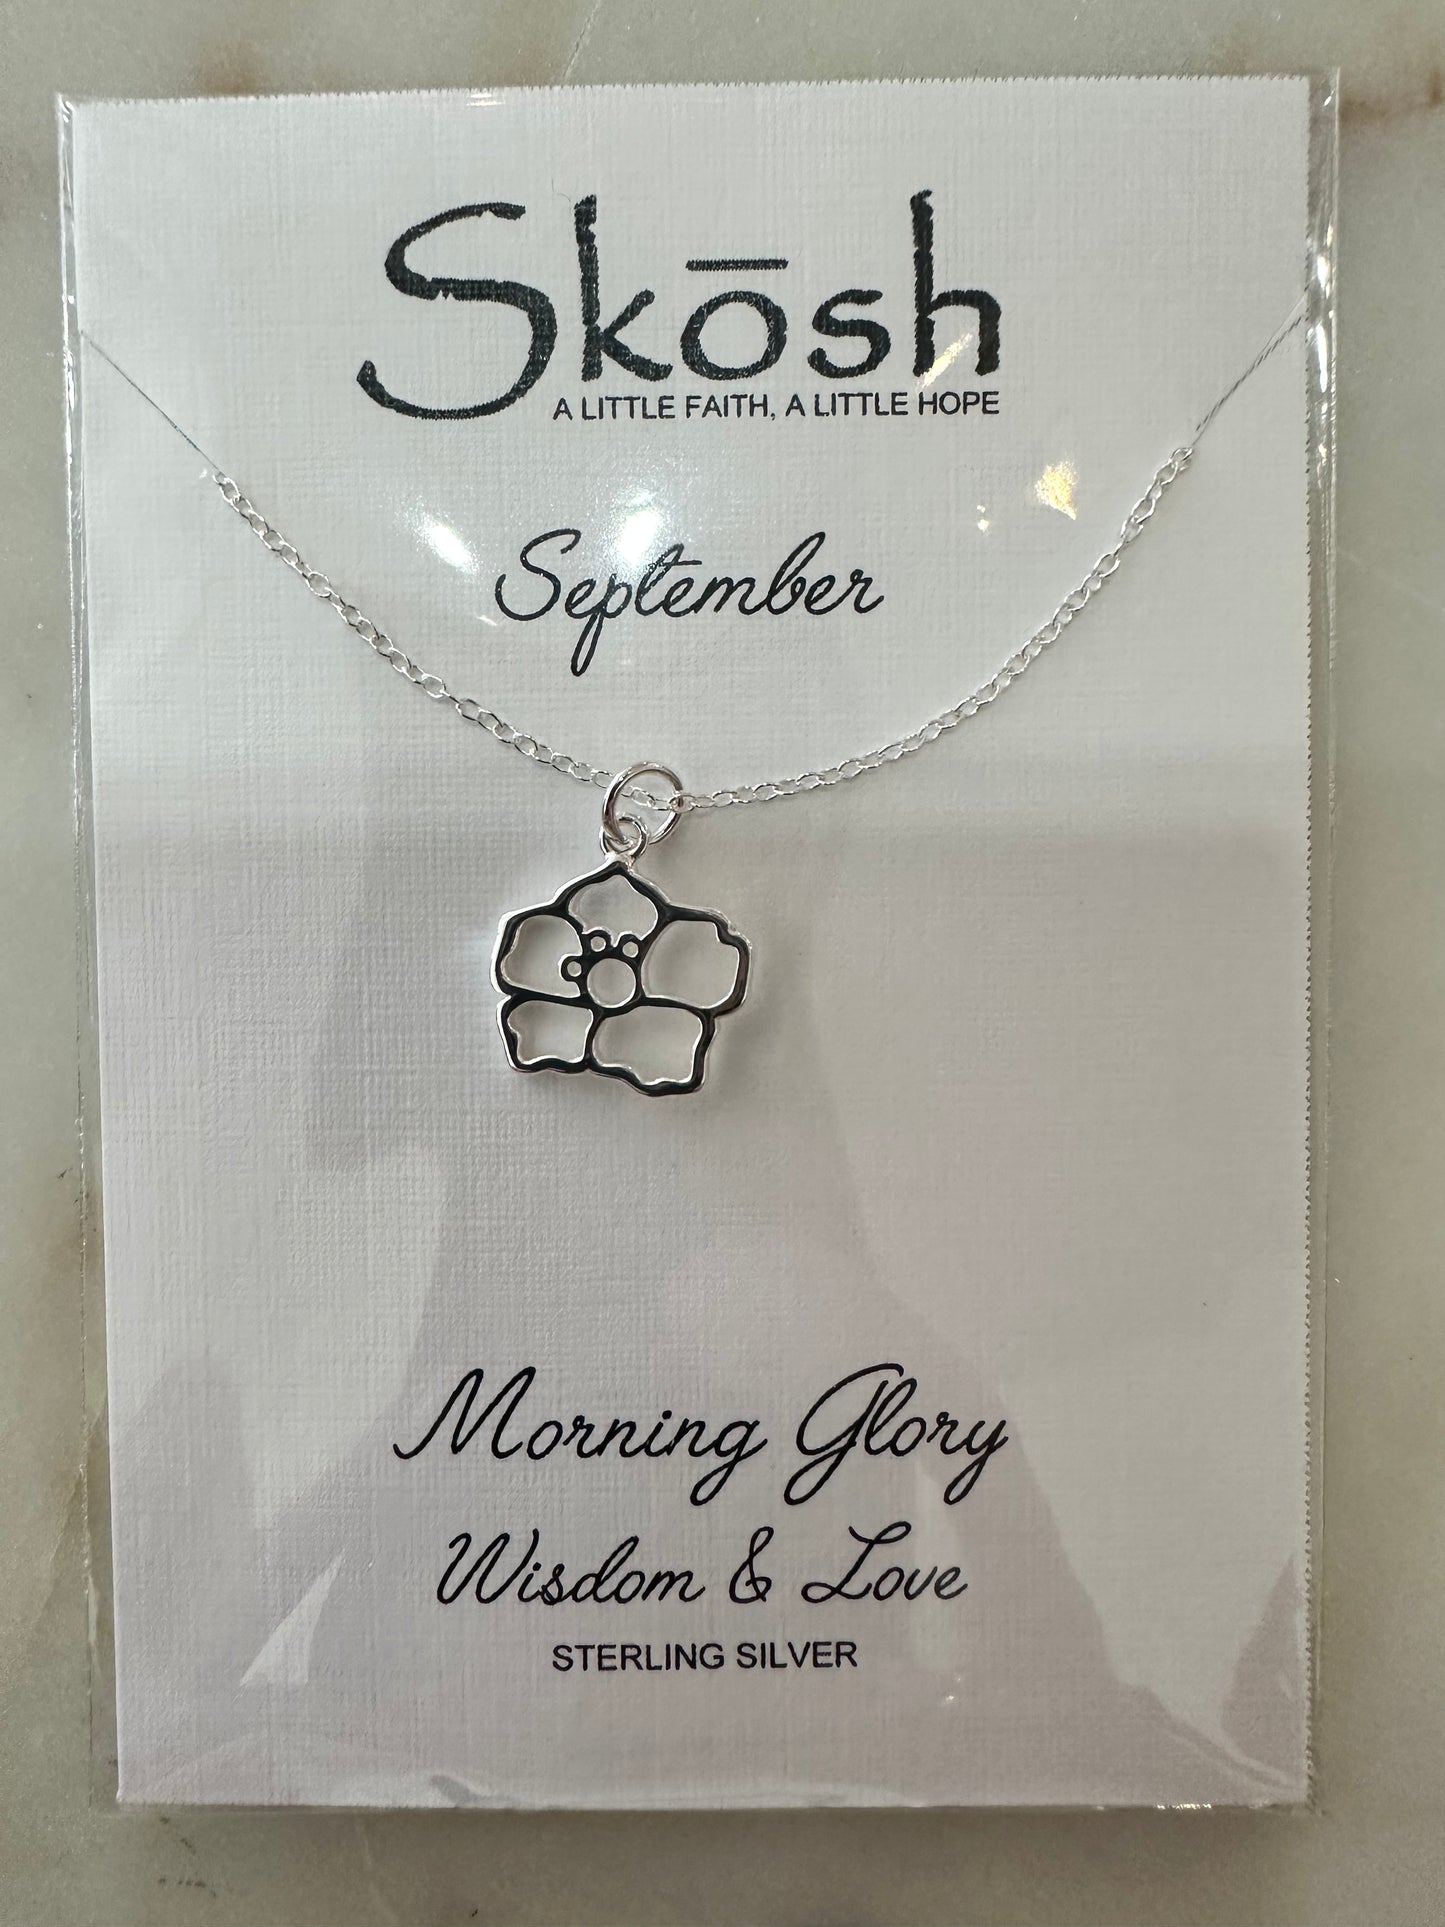 Skōsh
A LITTLE FAITH, A LITTLE HOPE
September
Morning Glory
Wisdom & Love
STERLING SILVER